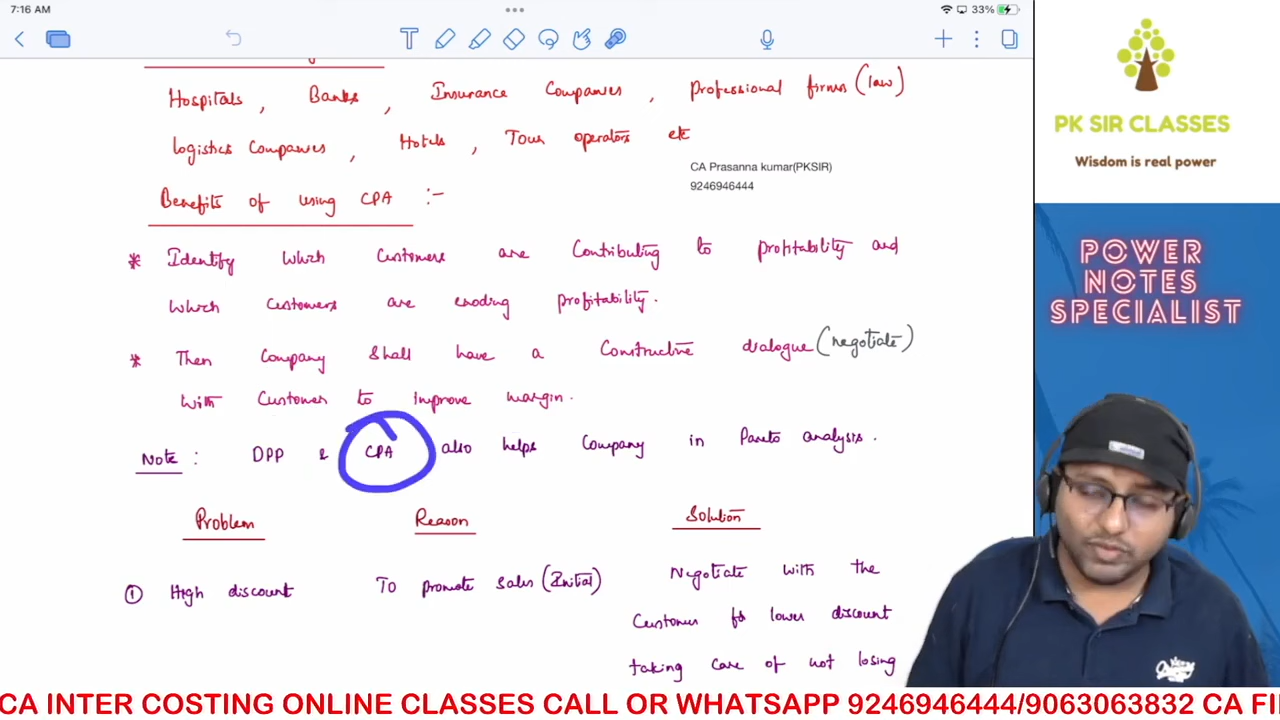 7:16 AM
33%
Hospitals, Banks, Insurance Companies, Professional firms (law)
logistics Companies, Hotels, Tour operators etc
CA Prasanna kumar(PKSIR)
9246946444
Benefits of using CPA :-
* Identify which Customers are Contributing to profitability and
which customers are eroding profitability.
* Then Company Shall have a Constructive dialogue (negotiate)
with Customer to improve margin.
Note : DPP & CPA also helps Company in Pareto analysis.
Problem Reason Solution
① High discount To promote sales (Initial) Negotiate with the
Customer for lower discount
taking care of not losing
PK SIR CLASSES
Wisdom is real power
POWER
NOTES
SPECIALIST
CA INTER COSTING ONLINE CLASSES CALL OR WHATSAPP 9246946444/9063063832 CA FI